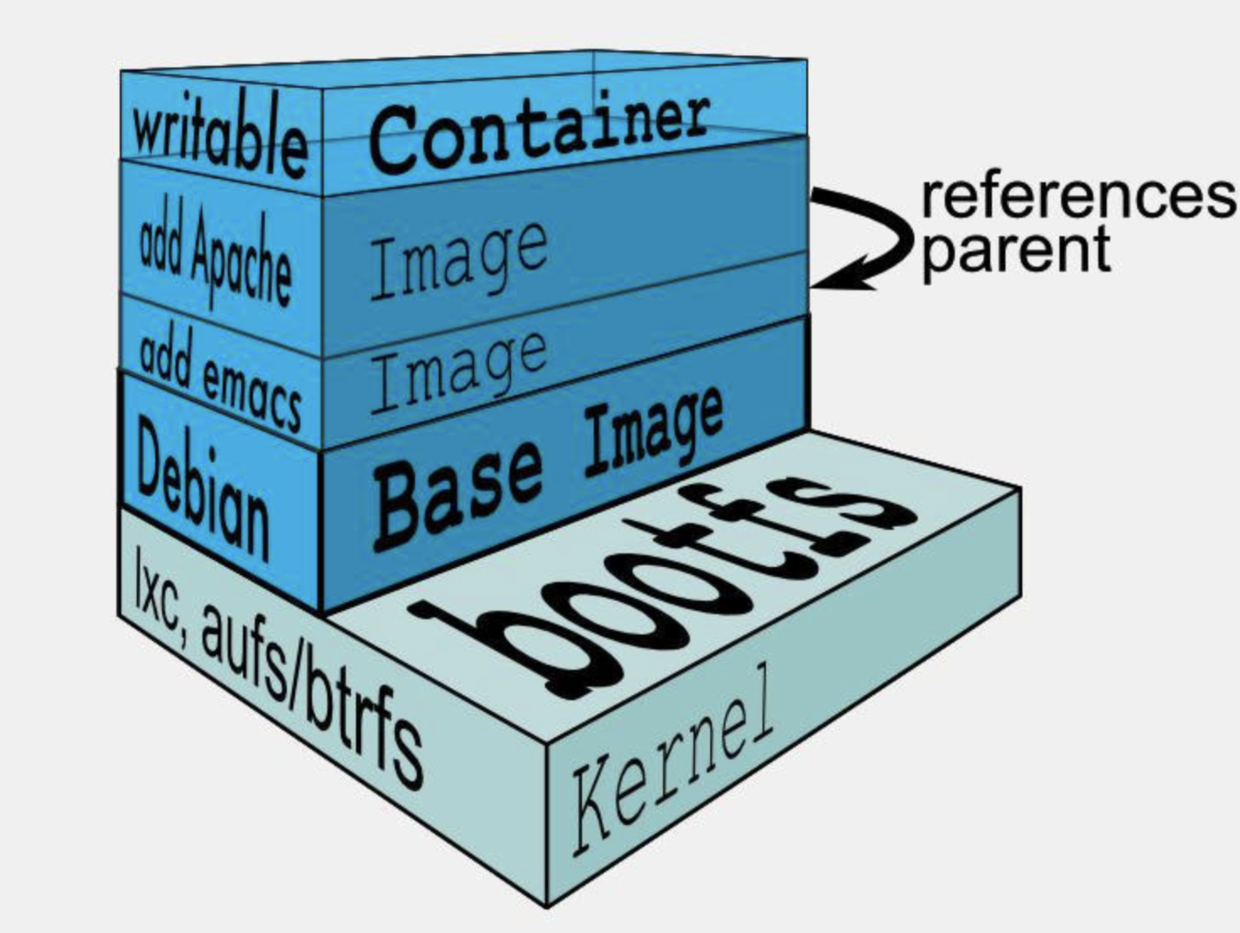 writable Container
add Apache Image
references
parent
add emacs Image
Debian Base Image
bootfs
lxc, aufs/btrfs
Kernel